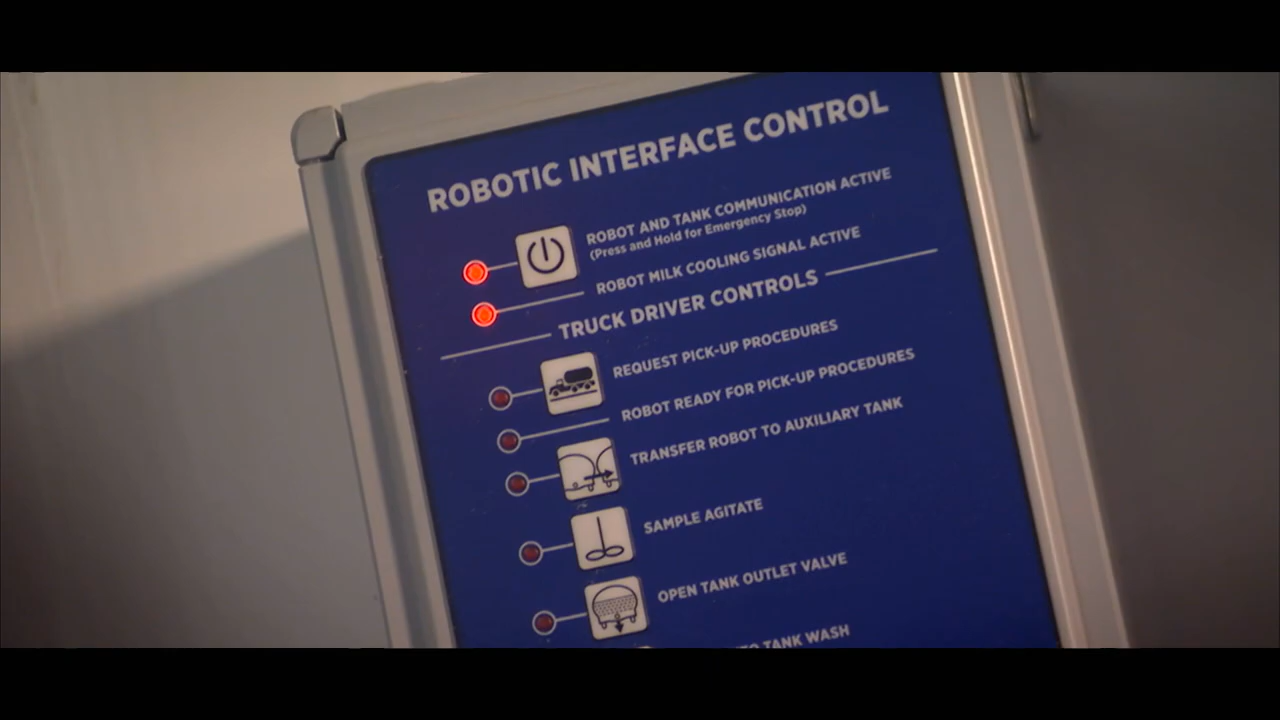 ROBOTIC INTERFACE CONTROL
ROBOT AND TANK COMMUNICATION ACTIVE
(Press and Hold for Emergency Stop)
ROBOT MILK COOLING SIGNAL ACTIVE
TRUCK DRIVER CONTROLS
REQUEST PICK-UP PROCEDURES
ROBOT READY FOR PICK-UP PROCEDURES
TRANSFER ROBOT TO AUXILIARY TANK
SAMPLE AGITATE
OPEN TANK OUTLET VALVE
TANK WASH